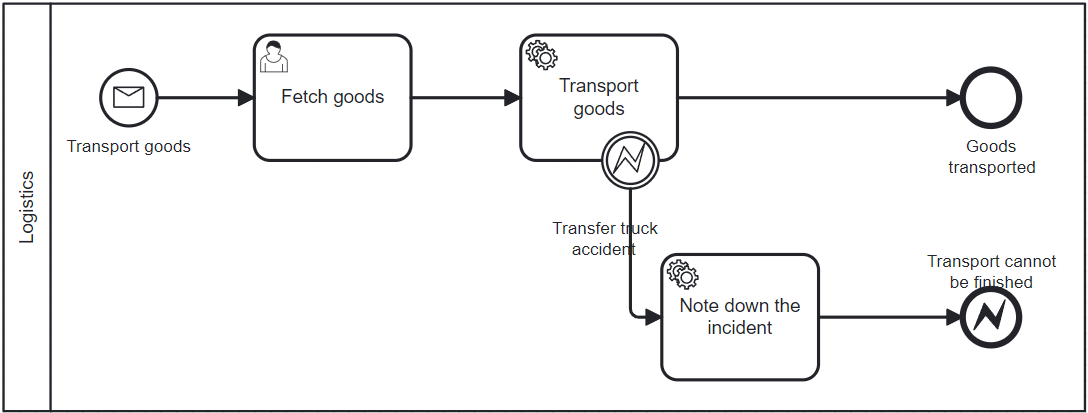 Logistics
Transport goods
Fetch goods
Transport
goods
Goods
transported
Transfer truck
accident
Note down the
incident
Transport cannot
be finished